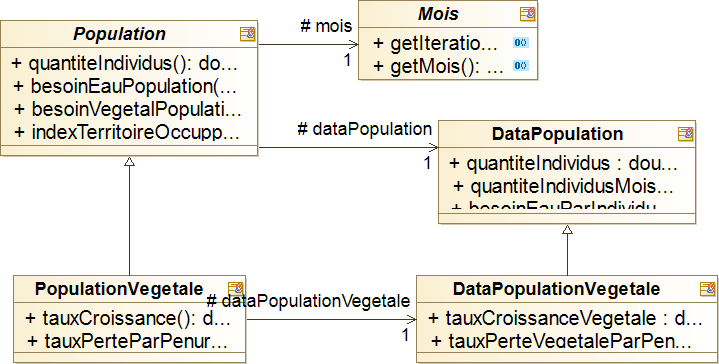 Population
+ quantiteIndividus(): do...
+ besoinEauPopulation(...
+ besoinVegetalPopulati...
+ indexTerritoireOccupp...
# mois
1
Mois
+ getIteratio...
+ getMois(): ...
# dataPopulation
1
DataPopulation
+ quantiteIndividus : dou...
+ quantiteIndividusMois...
+ besoinEauParIndividu
PopulationVegetale
+ tauxCroissance(): d...
+ tauxPerteParPenur...
# dataPopulationVegetale
1
DataPopulationVegetale
+ tauxCroissanceVegetale : d...
+ tauxPerteVegetaleParPen...